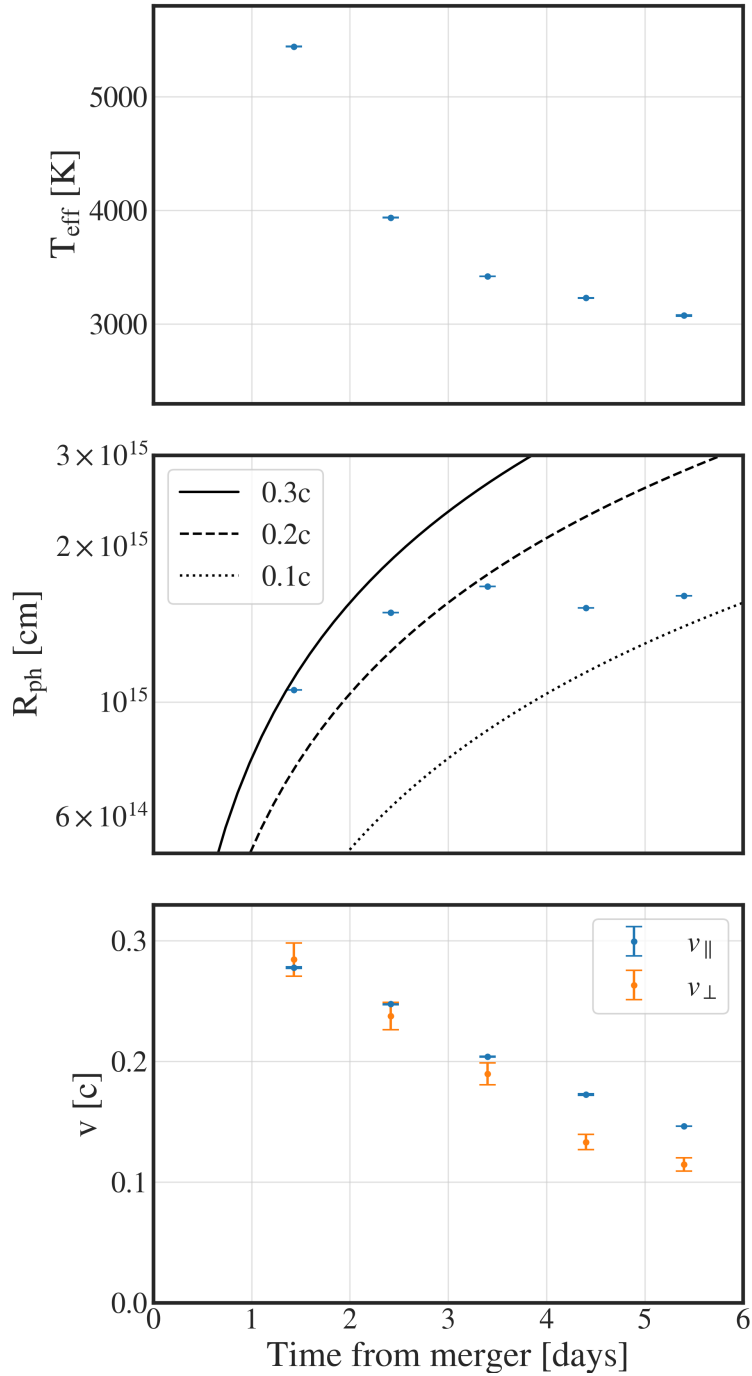 5000
4000
3000
T_eff [K]
3×10^15
2×10^15
10^15
6×10^14
R_ph [cm]
0.3c
0.2c
0.1c
0.3
0.2
0.1
0.0
v [c]
v_∥
v_⊥
0 1 2 3 4 5 6
Time from merger [days]